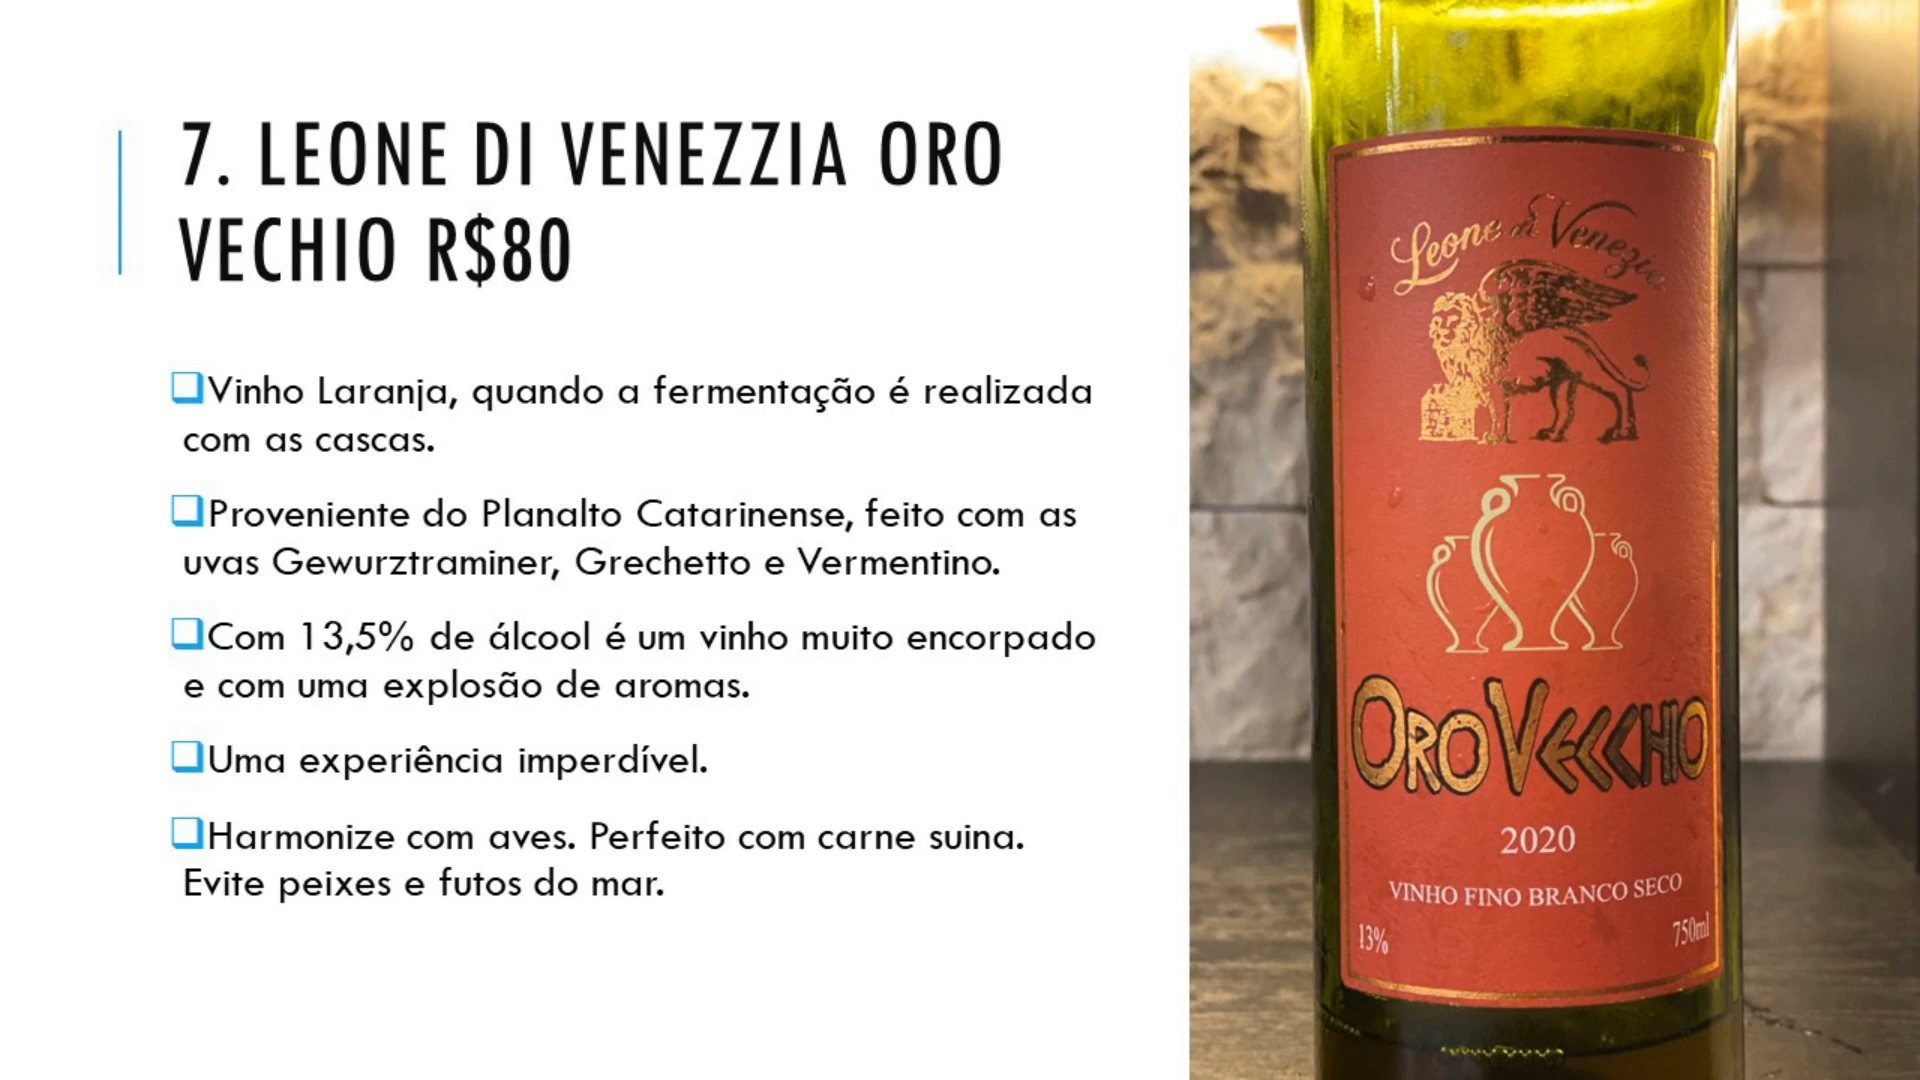 7. LEONE DI VENEZZIA ORO
VECHIO R$80
Vinho Laranja, quando a fermentação é realizada
com as cascas.
Proveniente do Planalto Catarinense, feito com as
uvas Gewurztraminer, Grechetto e Vermentino.
Com 13,5% de álcool é um vinho muito encorpado
e com uma explosão de aromas.
Uma experiência imperdível.
Harmonize com aves. Perfeito com carne suina.
Evite peixes e futos do mar.
Leone di Venezia
ORO VECCHIO
2020
VINHO FINO BRANCO SECO
13%
750ml